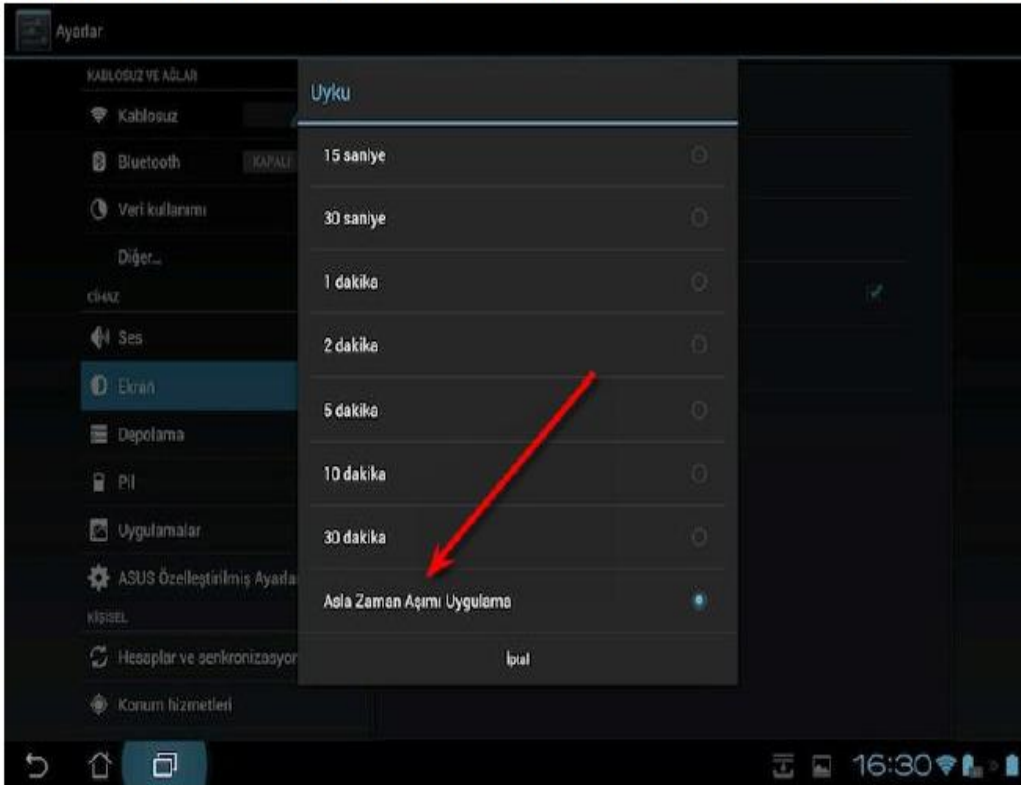 Ayarlar
KABLOSUZ VE AĞLAR
Kablosuz
Bluetooth
KAPALI
Veri kullanımı
Diğer...
CİHAZ
Ses
Ekran
Depolama
Pil
Uygulamalar
ASUS Özelleştirilmiş Ayarla
KİŞİSEL
Hesaplar ve senkronizasyon
Konum hizmetleri
Uyku
15 saniye
30 saniye
1 dakika
2 dakika
5 dakika
10 dakika
30 dakika
Asla Zaman Aşımı Uygulama
İptal
16:30